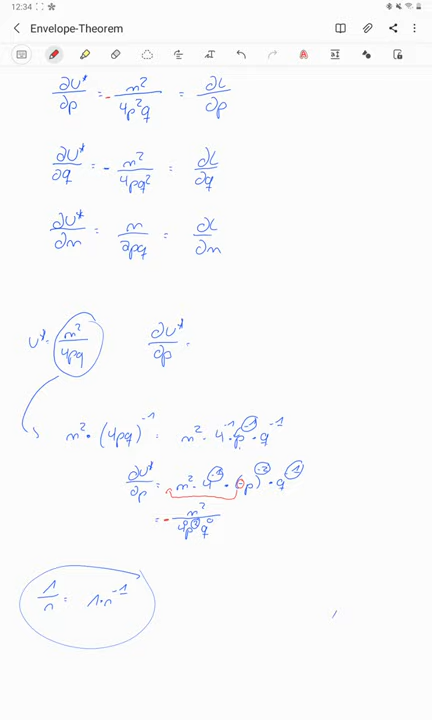 12:34
Envelope-Theorem
∂U*/∂p = - m²/4p²q = ∂L/∂p
∂U*/∂q = - m²/4pq² = ∂L/∂q
∂U*/∂m = m/2pq = ∂L/∂m
U* = m²/4pq ∂U*/∂p =
m² · (4pq)⁻¹ = m² · 4⁻¹ · p⁻¹ · q⁻¹
∂U*/∂p = m² · 4⁻¹ · (-p)⁻² · q⁻¹
= - m²/4p²q
1/n = 1·n⁻¹